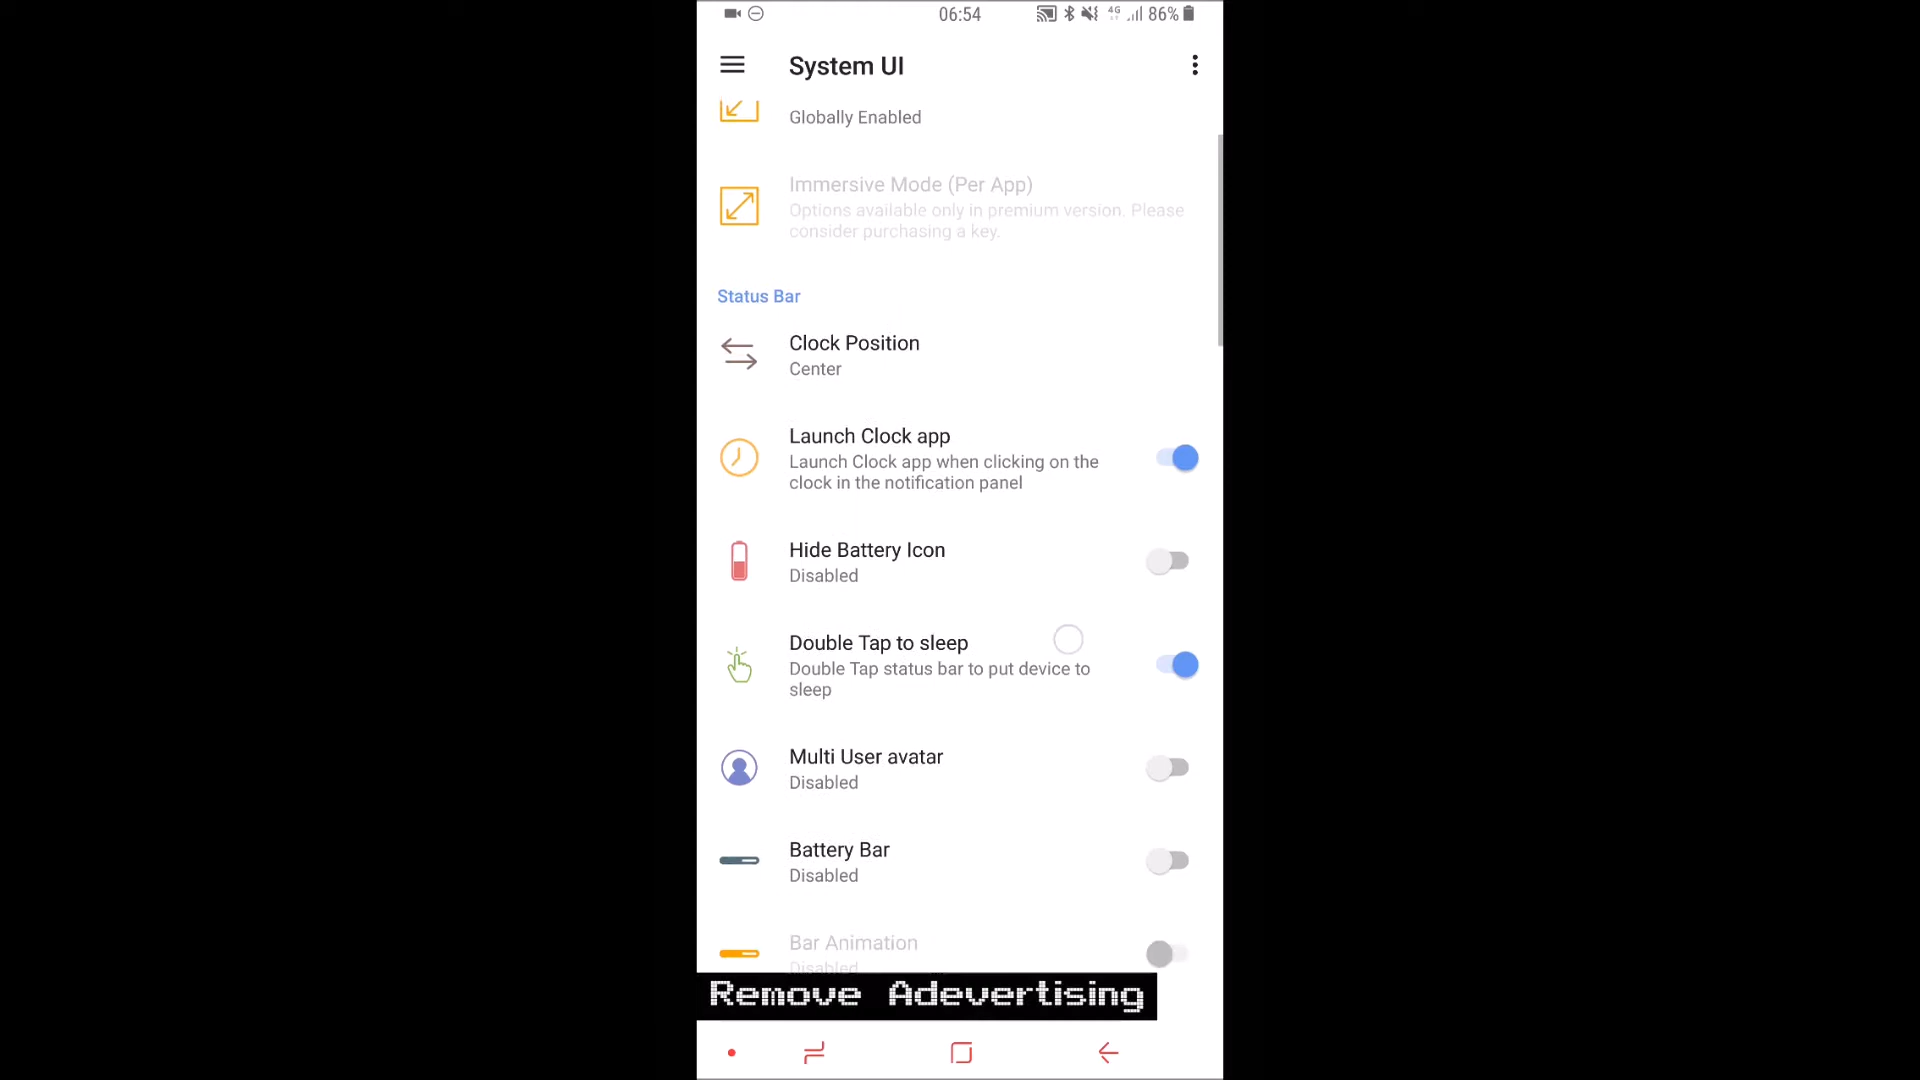 06:54
4G
86%
System UI
Globally Enabled
Immersive Mode (Per App)
Options available only in premium version. Please
consider purchasing a key.
Status Bar
Clock Position
Center
Launch Clock app
Launch Clock app when clicking on the
clock in the notification panel
Hide Battery Icon
Disabled
Double Tap to sleep
Double Tap status bar to put device to
sleep
Multi User avatar
Disabled
Battery Bar
Disabled
Bar Animation
Disabled
Remove Adevertising